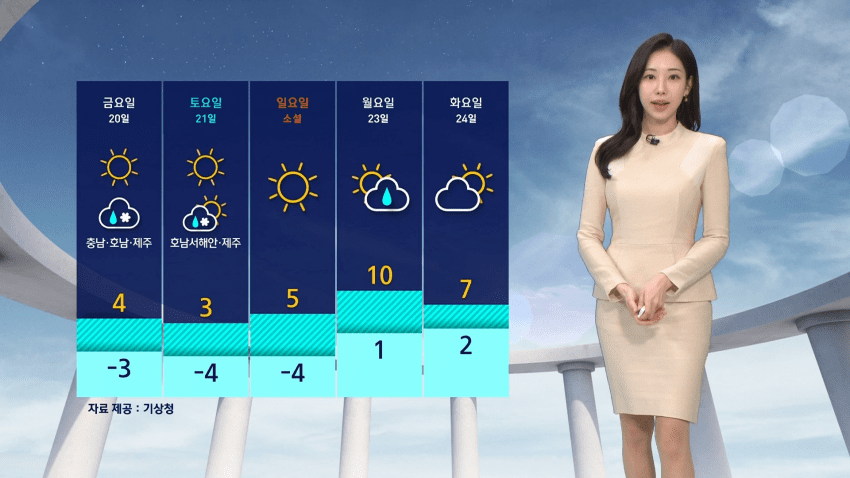 금요일
20일
토요일
21일
일요일
소설
월요일
23일
화요일
24일
충남·호남·제주
호남서해안·제주
4
3
5
10
7
-3
-4
-4
1
2
자료 제공 : 기상청